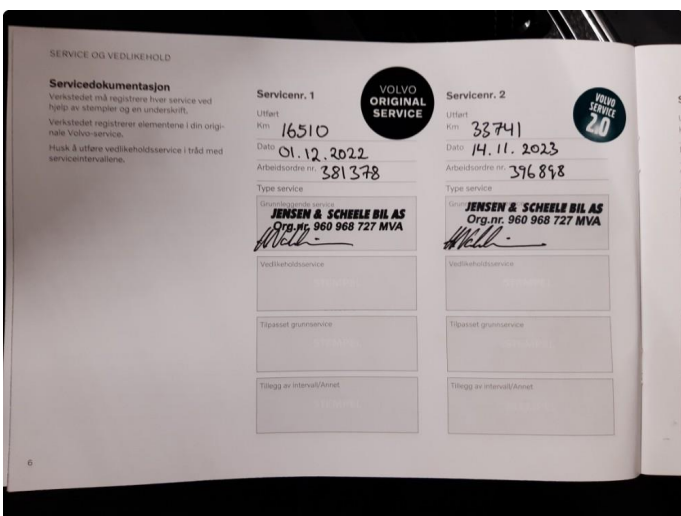 SERVICE OG VEDLIKEHOLD
Servicedokumentasjon
Verkstedet må registrere hver service ved
hjelp av stempler og en underskrift.
Verkstedet registrerer elementene i din origi-
nale Volvo-service.
Husk å utføre vedlikeholdsservice i tråd med
serviceintervallene.
Servicenr. 1
VOLVO
ORIGINAL
SERVICE
Utført
Km 16510
Dato 01.12.2022
Arbeidsordre nr. 381378
Type service
Grunnleggende service
JENSEN & SCHEELE BIL AS
Org.nr. 960 968 727 MVA
Vedlikeholdsservice
Tilpasset grunnservice
Tillegg av intervall/Annet
Servicenr. 2
VOLVO
SERVICE
2.0
Utført
Km 33741
Dato 14.11.2023
Arbeidsordre nr. 396898
Type service
JENSEN & SCHEELE BIL AS
Org.nr. 960 968 727 MVA
Vedlikeholdsservice
Tilpasset grunnservice
Tillegg av intervall/Annet
6